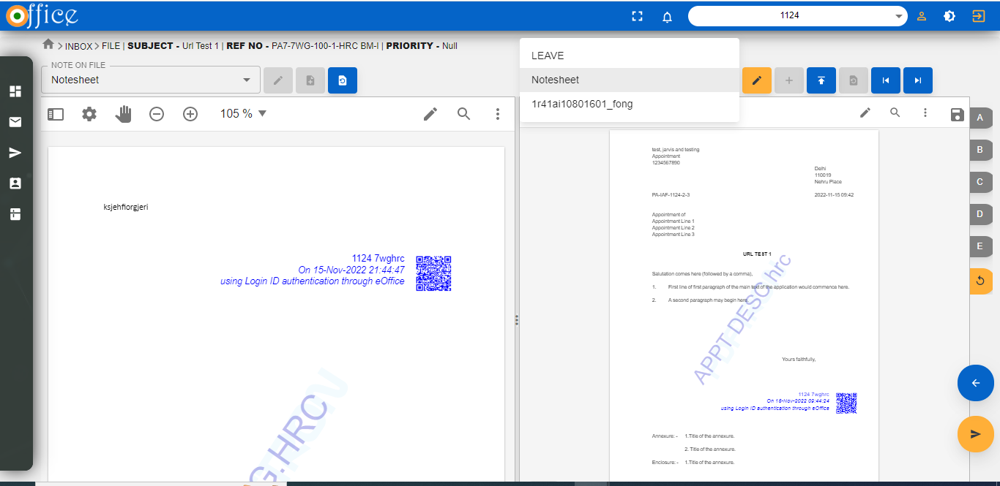 Office
1124
INBOX > FILE | SUBJECT - Url Test 1 | REF NO - PA7-7WG-100-1-HRC BM-I | PRIORITY - Null
NOTE ON FILE
Notesheet
LEAVE
Notesheet
1r41ai10801601_fong
105 %
ksjehfiorgjeri
1124 7wghrc
On 15-Nov-2022 21:44:47
using Login ID authentication through eOffice
G.HRC
test, jarvis and testing
Appointment
1234567890
Delhi
110019
Nehru Place
PA-IAF-1124-2-3
2022-11-15 09:42
Appointment of
Appointment Line 1
Appointment Line 2
Appointment Line 3
URL TEST 1
Salutation comes here (followed by a comma),
1. First line of first paragraph of the main text of the application would commence here.
2. A second paragraph may begin here.
APPT DESC hrc
Yours faithfully,
1124 7wghrc
On 15-Nov-2022 09:44:24
using Login ID authentication through eOffice
Annexure: - 1.Title of the annexure.
2. Title of the annexure.
Enclosure: - 1.Title of the annexure.
A
B
C
D
E